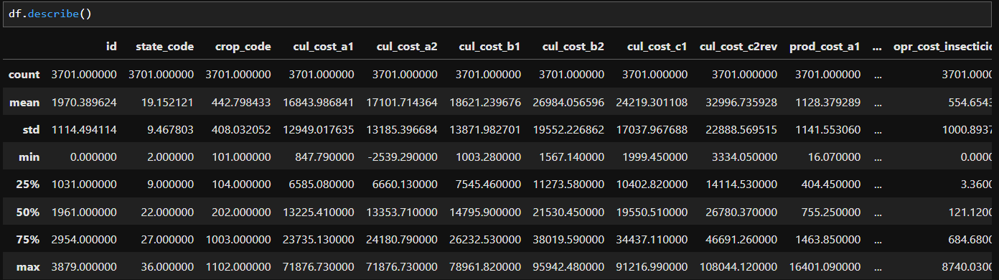 df.describe()
id state_code crop_code cul_cost_a1 cul_cost_a2 cul_cost_b1 cul_cost_b2 cul_cost_c1 cul_cost_c2rev prod_cost_a1 ... opr_cost_insectici
count 3701.000000 3701.000000 3701.000000 3701.000000 3701.000000 3701.000000 3701.000000 3701.000000 3701.000000 3701.000000 ... 3701.0000
mean 1970.389624 19.152121 442.798433 16843.986841 17101.714364 18621.239676 26984.056596 24219.301108 32996.735928 1128.379289 ... 554.6543
std 1114.494114 9.467803 408.032052 12949.017635 13185.396684 13871.982701 19552.226862 17037.967688 22888.569515 1141.553060 ... 1000.8937
min 0.000000 2.000000 101.000000 847.790000 -2539.290000 1003.280000 1567.140000 1999.450000 3334.050000 16.070000 ... 0.0000
25% 1031.000000 9.000000 104.000000 6585.080000 6660.130000 7545.460000 11273.580000 10402.820000 14114.530000 404.450000 ... 3.3600
50% 1961.000000 22.000000 202.000000 13225.410000 13353.710000 14795.900000 21530.450000 19550.510000 26780.370000 755.250000 ... 121.1200
75% 2954.000000 27.000000 1003.000000 23735.130000 24180.790000 26232.530000 38019.590000 34437.110000 46691.260000 1463.850000 ... 684.6800
max 3879.000000 36.000000 1102.000000 71876.730000 71876.730000 78961.820000 95942.480000 91216.990000 108044.120000 16401.090000 ... 8740.0300